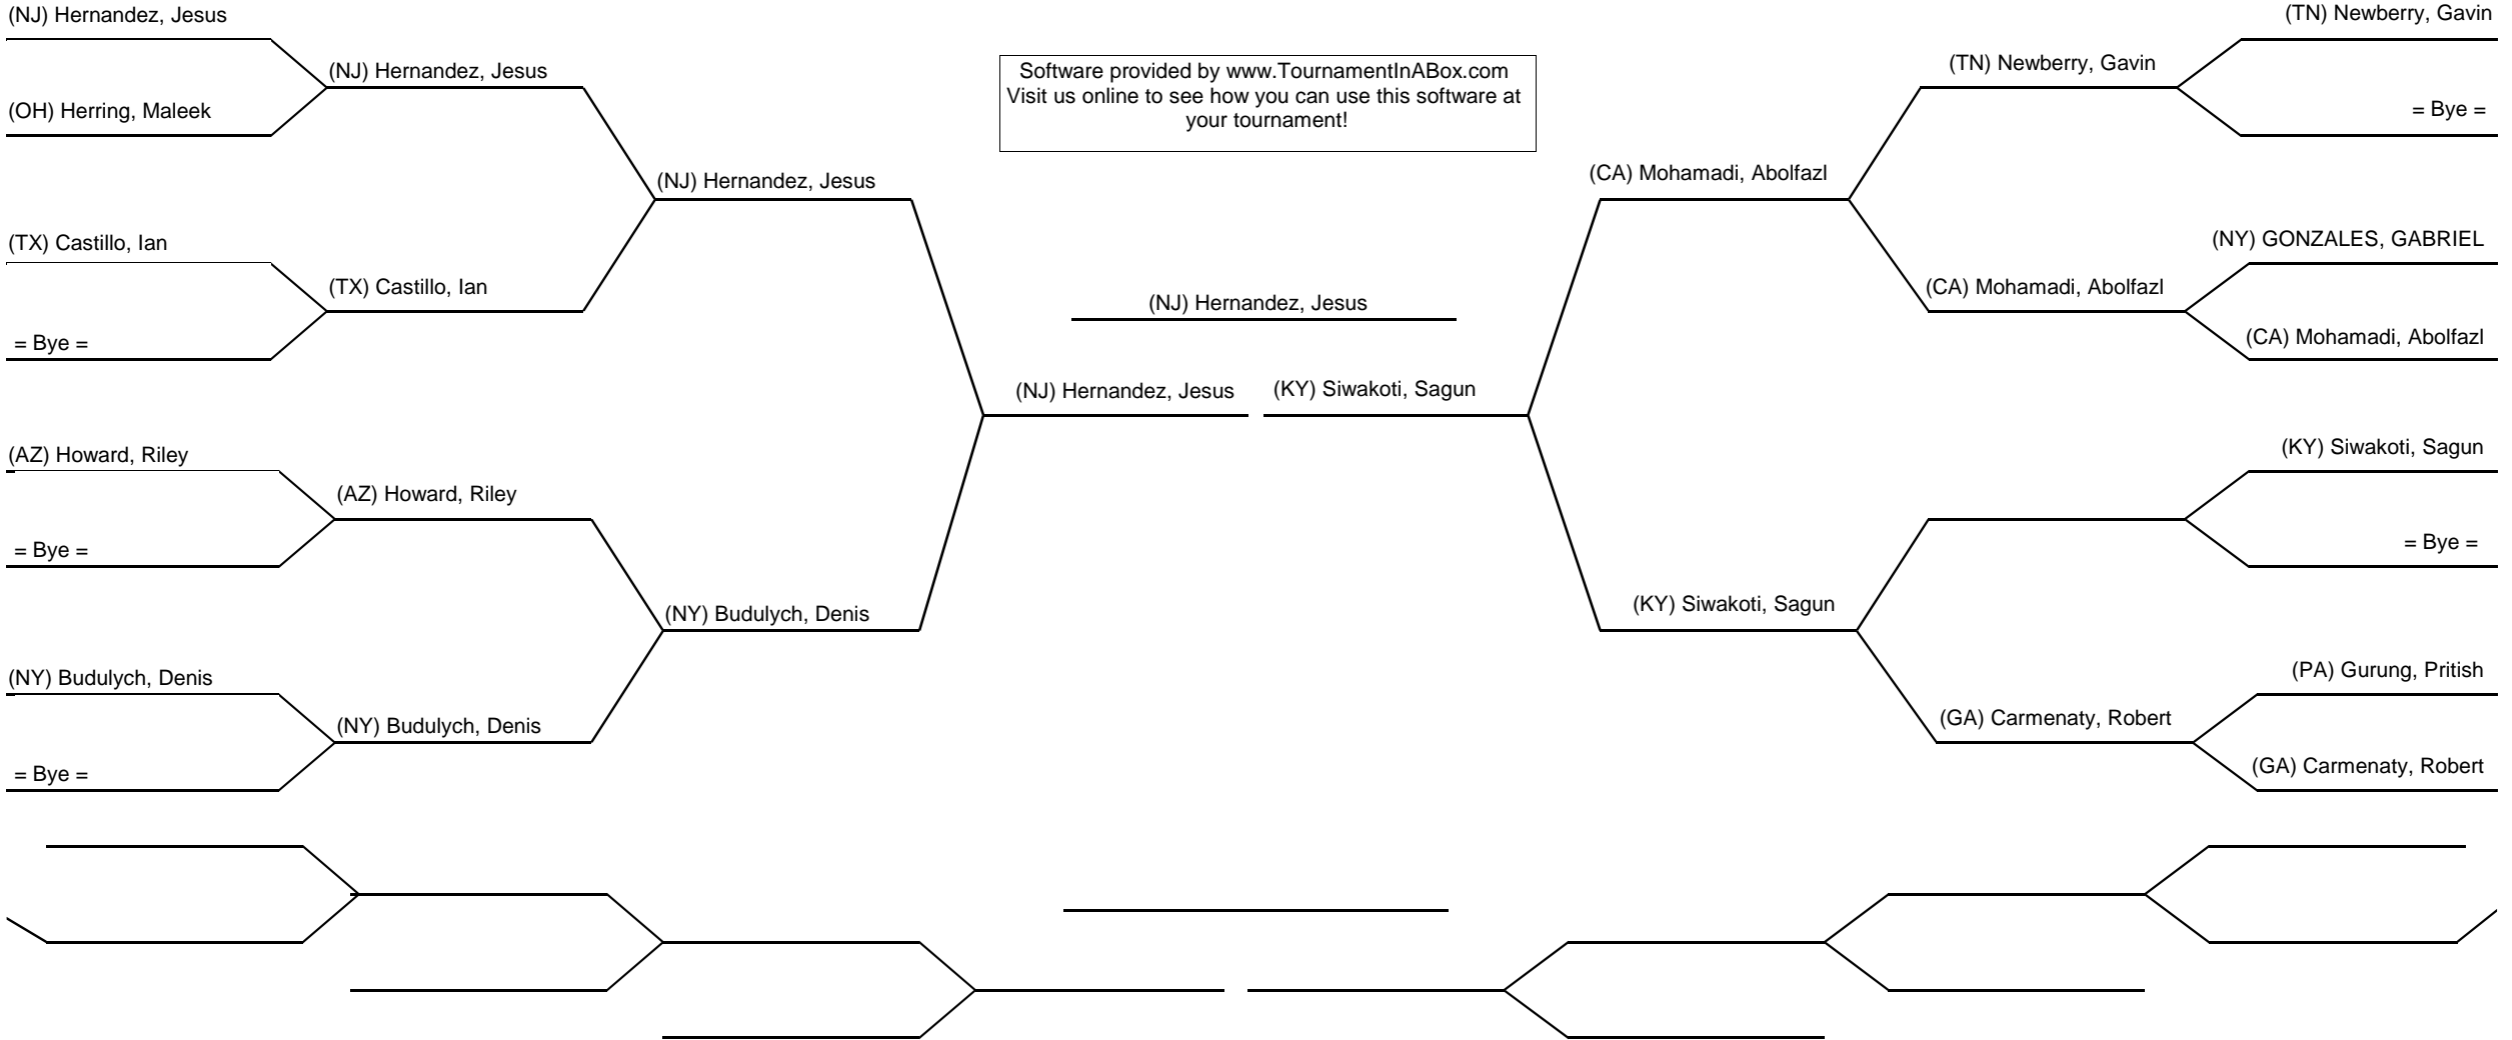 (NJ) Hernandez, Jesus
(OH) Herring, Maleek
(TX) Castillo, Ian
= Bye =
(AZ) Howard, Riley
= Bye =
(NY) Budulych, Denis
= Bye =
(NJ) Hernandez, Jesus
(TX) Castillo, Ian
(AZ) Howard, Riley
(NY) Budulych, Denis
(NJ) Hernandez, Jesus
(NY) Budulych, Denis
Software provided by www.TournamentInABox.com
Visit us online to see how you can use this software at
your tournament!
(NJ) Hernandez, Jesus
(NJ) Hernandez, Jesus
(KY) Siwakoti, Sagun
(CA) Mohamadi, Abolfazl
(KY) Siwakoti, Sagun
(TN) Newberry, Gavin
(CA) Mohamadi, Abolfazl
(GA) Carmenaty, Robert
(TN) Newberry, Gavin
= Bye =
(NY) GONZALES, GABRIEL
(CA) Mohamadi, Abolfazl
(KY) Siwakoti, Sagun
= Bye =
(PA) Gurung, Pritish
(GA) Carmenaty, Robert